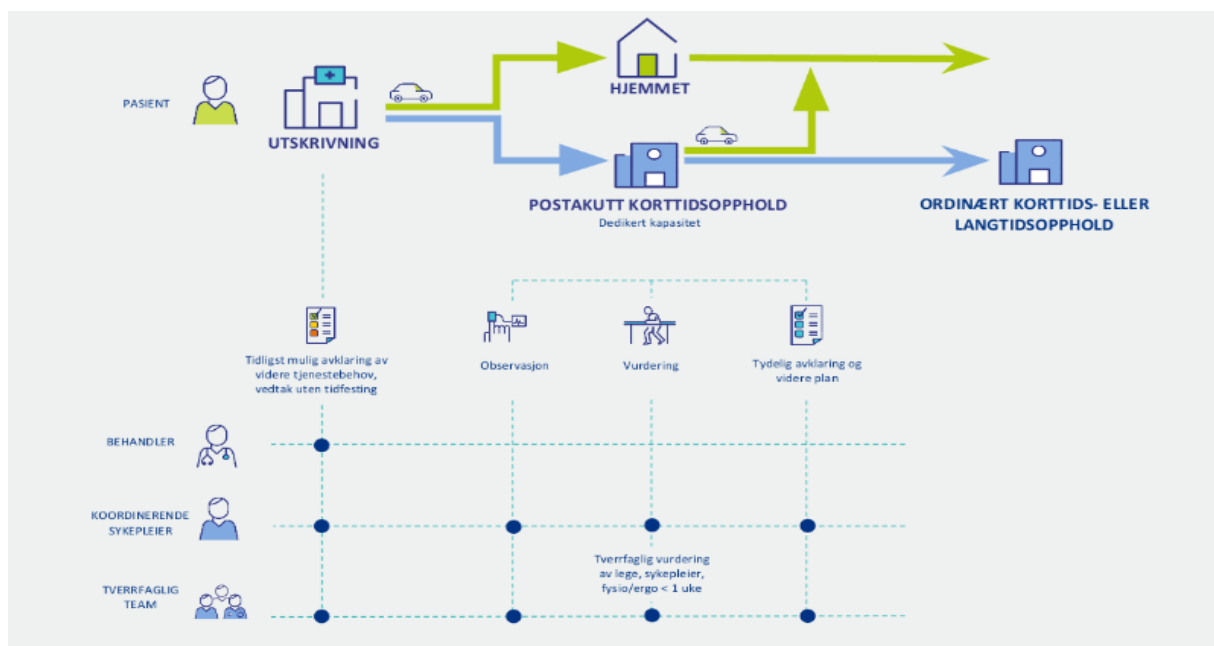 PASIENT
UTSKRIVNING
HJEMMET
POSTAKUTT KORTTIDSOPPHOLD
Dedikert kapasitet
ORDINÆRT KORTTIDS- ELLER
LANGTIDSOPPHOLD
Tidligst mulig avklaring av
videre tjenestebehov,
vedtak uten tidfesting
Observasjon
Vurdering
Tydelig avklaring og
videre plan
BEHANDLER
KOORDINERENDE
SYKEPLEIER
Tverrfaglig vurdering
av lege, sykepleier,
fysio/ergo < 1 uke
TVERRFAGLIG
TEAM